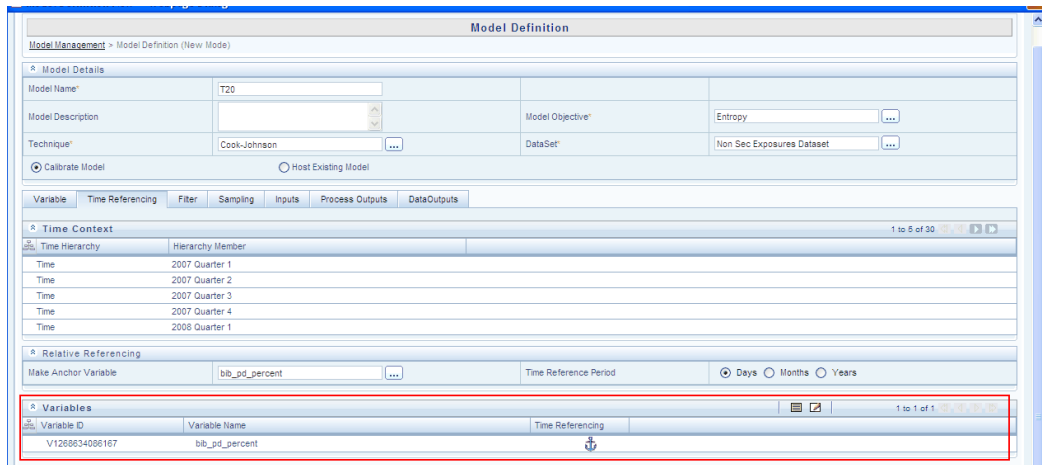 Model Definition
Model Management > Model Definition (New Mode)
Model Details
Model Name* T20
Model Description Model Objective* Entropy ...
Technique* Cook-Johnson ... DataSet* Non Sec Exposures Dataset ...
Calibrate Model Host Existing Model
Variable Time Referencing Filter Sampling Inputs Process Outputs DataOutputs
Time Context 1 to 5 of 30
Time Hierarchy Hierarchy Member
Time 2007 Quarter 1
Time 2007 Quarter 2
Time 2007 Quarter 3
Time 2007 Quarter 4
Time 2008 Quarter 1
Relative Referencing
Make Anchor Variable bib_pd_percent ... Time Reference Period Days Months Years
Variables 1 to 1 of 1
Variable ID Variable Name Time Referencing
V1268634086167 bib_pd_percent